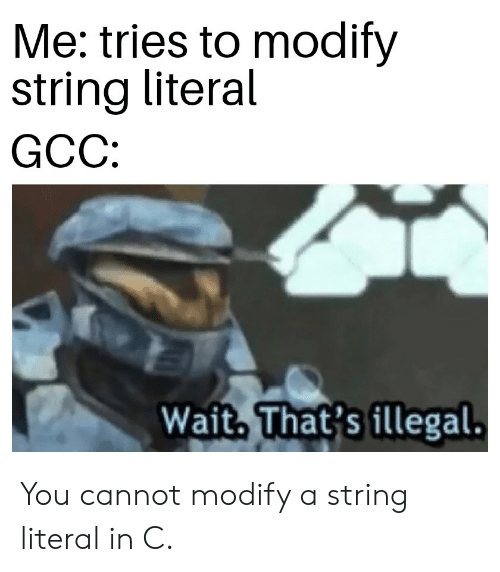 Me: tries to modify
string literal
GCC:
Wait. That's illegal.
You cannot modify a string
literal in C.